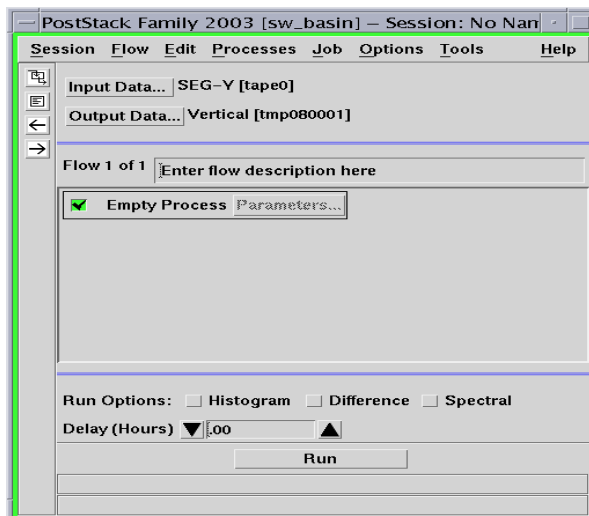 PostStack Family 2003 [sw_basin] – Session: No Nam
Session Flow Edit Processes Job Options Tools Help
Input Data... SEG-Y [tape0]
Output Data... Vertical [tmp080001]
Flow 1 of 1 Enter flow description here
Empty Process Parameters...
Run Options: Histogram Difference Spectral
Delay (Hours) .00
Run